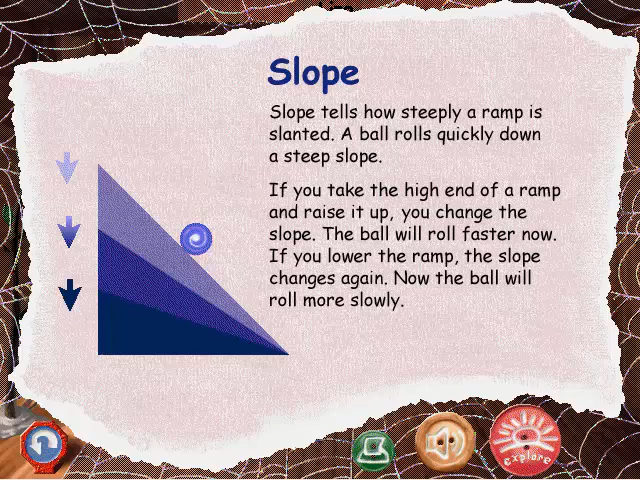 Slope
Slope tells how steeply a ramp is
slanted. A ball rolls quickly down
a steep slope.
If you take the high end of a ramp
and raise it up, you change the
slope. The ball will roll faster now.
If you lower the ramp, the slope
changes again. Now the ball will
roll more slowly.
explore